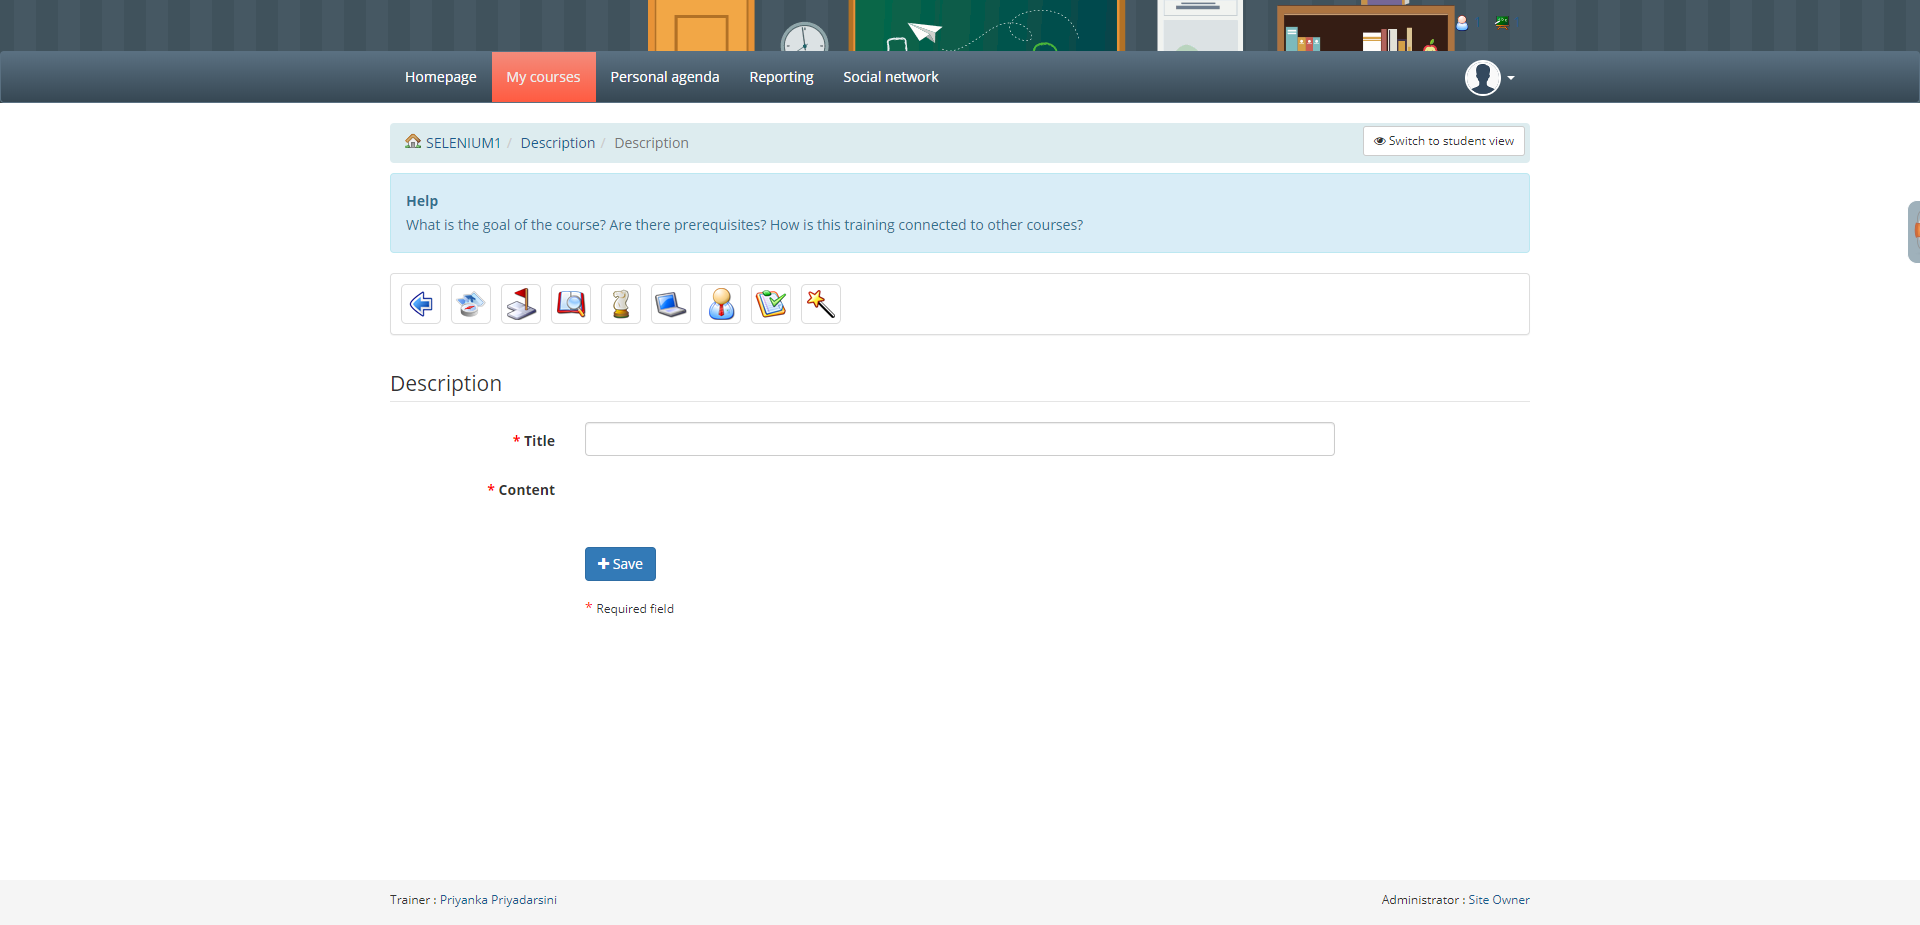 Homepage My courses Personal agenda Reporting Social network
SELENIUM1 / Description / Description Switch to student view
Help
What is the goal of the course? Are there prerequisites? How is this training connected to other courses?
Description
* Title
* Content
Save
* Required field
Trainer : Priyanka Priyadarsini Administrator : Site Owner